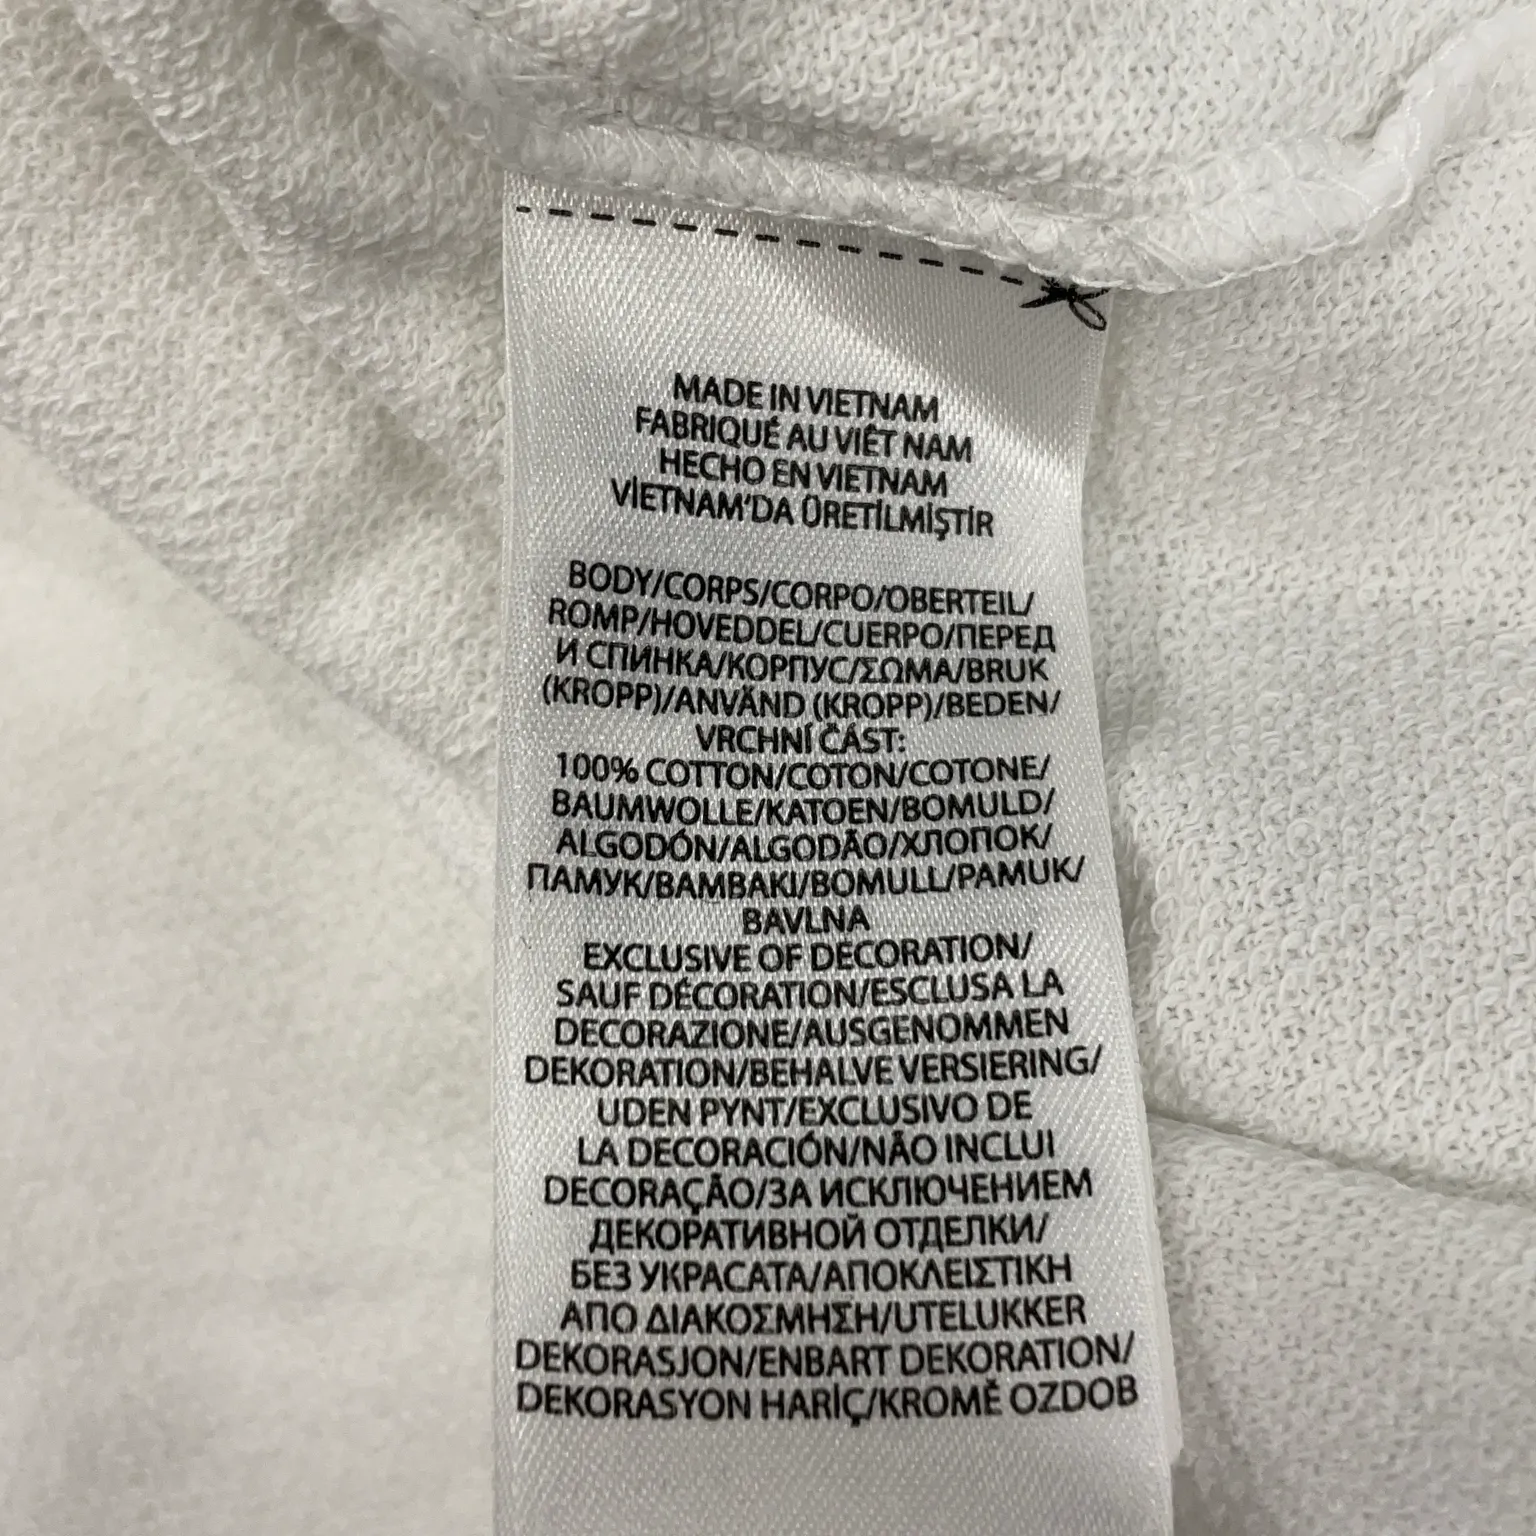 MADE IN VIETNAM
FABRIQUÉ AU VIÊT NAM
HECHO EN VIETNAM
VİETNAM'DA ÜRETİLMİŞTİR
BODY/CORPS/CORPO/OBERTEIL/
ROMP/HOVEDDEL/CUERPO/ПЕРЕД
И СПИНКА/КОРПУС/ΣΩΜΑ/BRUK
(KROPP)/ANVÄND (KROPP)/BEDEN/
VRCHNÍ ČÁST:
100% COTTON/COTON/COTONE/
BAUMWOLLE/KATOEN/BOMULD/
ALGODÓN/ALGODÃO/ХЛОПОК/
ПАМУК/BAMBAKI/BOMULL/PAMUK/
BAVLNA
EXCLUSIVE OF DECORATION/
SAUF DÉCORATION/ESCLUSA LA
DECORAZIONE/AUSGENOMMEN
DEKORATION/BEHALVE VERSIERING/
UDEN PYNT/EXCLUSIVO DE
LA DECORACIÓN/NÃO INCLUI
DECORAÇÃO/ЗА ИСКЛЮЧЕНИЕМ
ДЕКОРАТИВНОЙ ОТДЕЛКИ/
БЕЗ УКРАСАТА/ΑΠΟΚΛΕΙΣΤΙΚΗ
ΑΠΟ ΔΙΑΚΟΣΜΗΣΗ/UTELUKKER
DEKORASJON/ENBART DEKORATION/
DEKORASYON HARİÇ/KROMĚ OZDOB